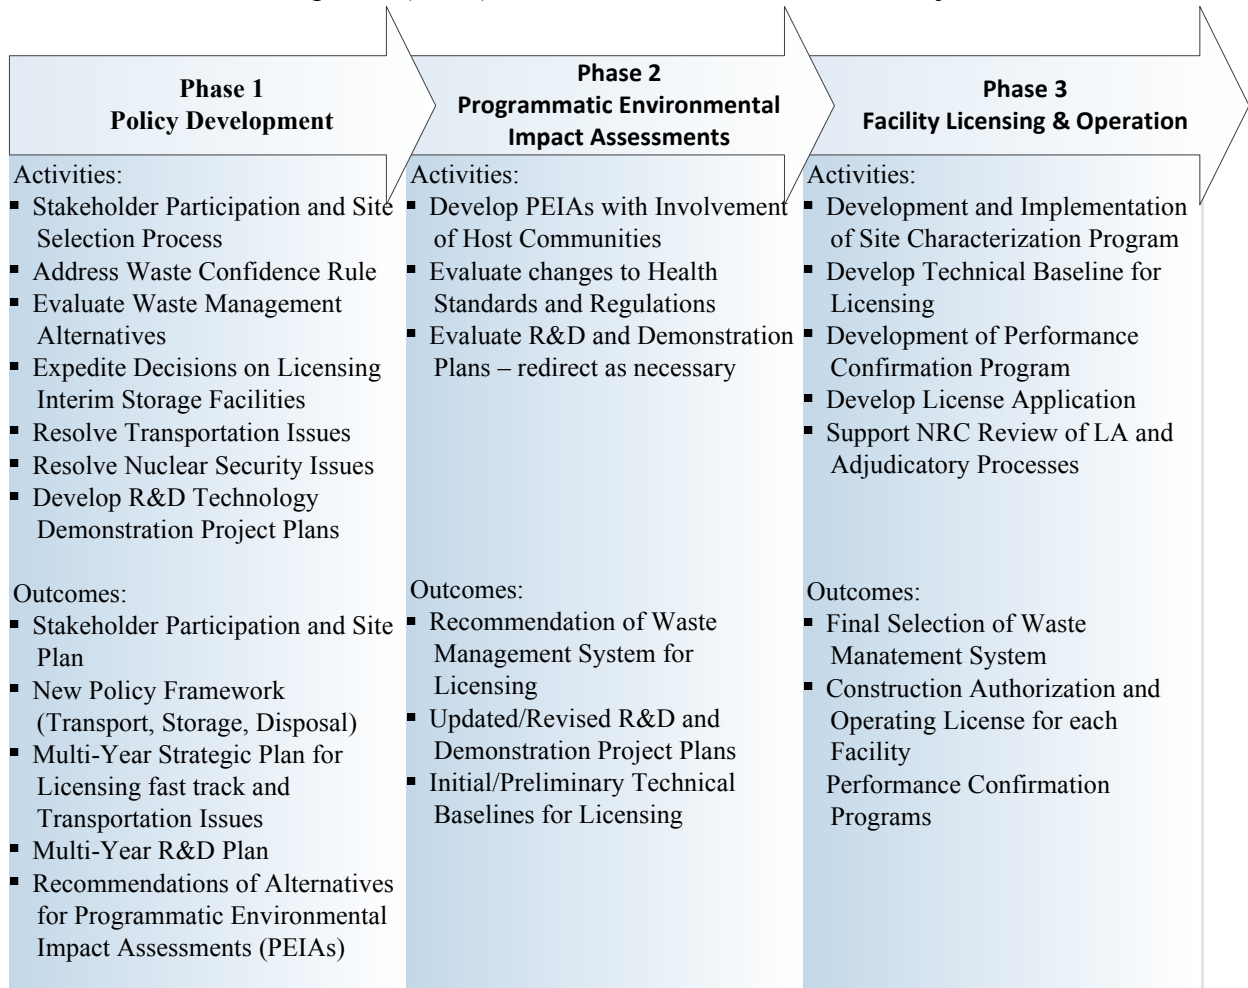 Phase 1
Policy Development
Activities:
▪ Stakeholder Participation and Site
Selection Process
▪ Address Waste Confidence Rule
▪ Evaluate Waste Management
Alternatives
▪ Expedite Decisions on Licensing
Interim Storage Facilities
▪ Resolve Transportation Issues
▪ Resolve Nuclear Security Issues
▪ Develop R&D Technology
Demonstration Project Plans
Outcomes:
▪ Stakeholder Participation and Site
Plan
▪ New Policy Framework
(Transport, Storage, Disposal)
▪ Multi-Year Strategic Plan for
Licensing fast track and
Transportation Issues
▪ Multi-Year R&D Plan
▪ Recommendations of Alternatives
for Programmatic Environmental
Impact Assessments (PEIAs)
Phase 2
Programmatic Environmental
Impact Assessments
Activities:
▪ Develop PEIAs with Involvement
of Host Communities
▪ Evaluate changes to Health
Standards and Regulations
▪ Evaluate R&D and Demonstration
Plans – redirect as necessary
Outcomes:
▪ Recommendation of Waste
Management System for
Licensing
▪ Updated/Revised R&D and
Demonstration Project Plans
▪ Initial/Preliminary Technical
Baselines for Licensing
Phase 3
Facility Licensing & Operation
Activities:
▪ Development and Implementation
of Site Characterization Program
▪ Develop Technical Baseline for
Licensing
▪ Development of Performance
Confirmation Program
▪ Develop License Application
▪ Support NRC Review of LA and
Adjudicatory Processes
Outcomes:
▪ Final Selection of Waste
Manatement System
▪ Construction Authorization and
Operating License for each
Facility
Performance Confirmation
Programs